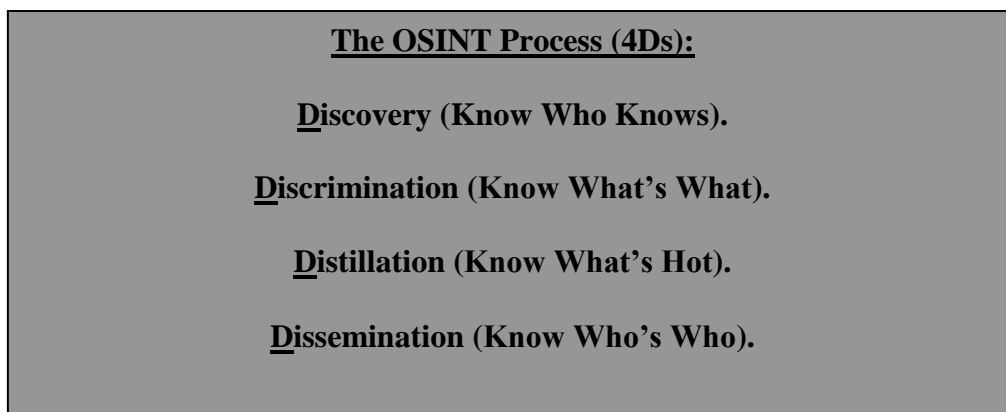 The OSINT Process (4Ds):
Discovery (Know Who Knows).
Discrimination (Know What’s What).
Distillation (Know What’s Hot).
Dissemination (Know Who’s Who).